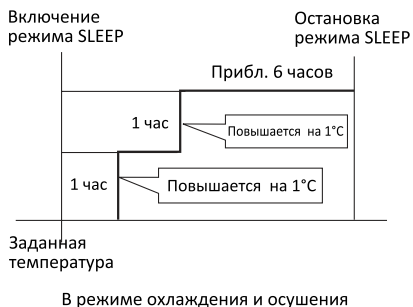 Включение
режима SLEEP
Остановка
режима SLEEP
Прибл. 6 часов
1 час
Повышается на 1°C
1 час
Повышается на 1°C
Заданная
температура
В режиме охлаждения и осушения